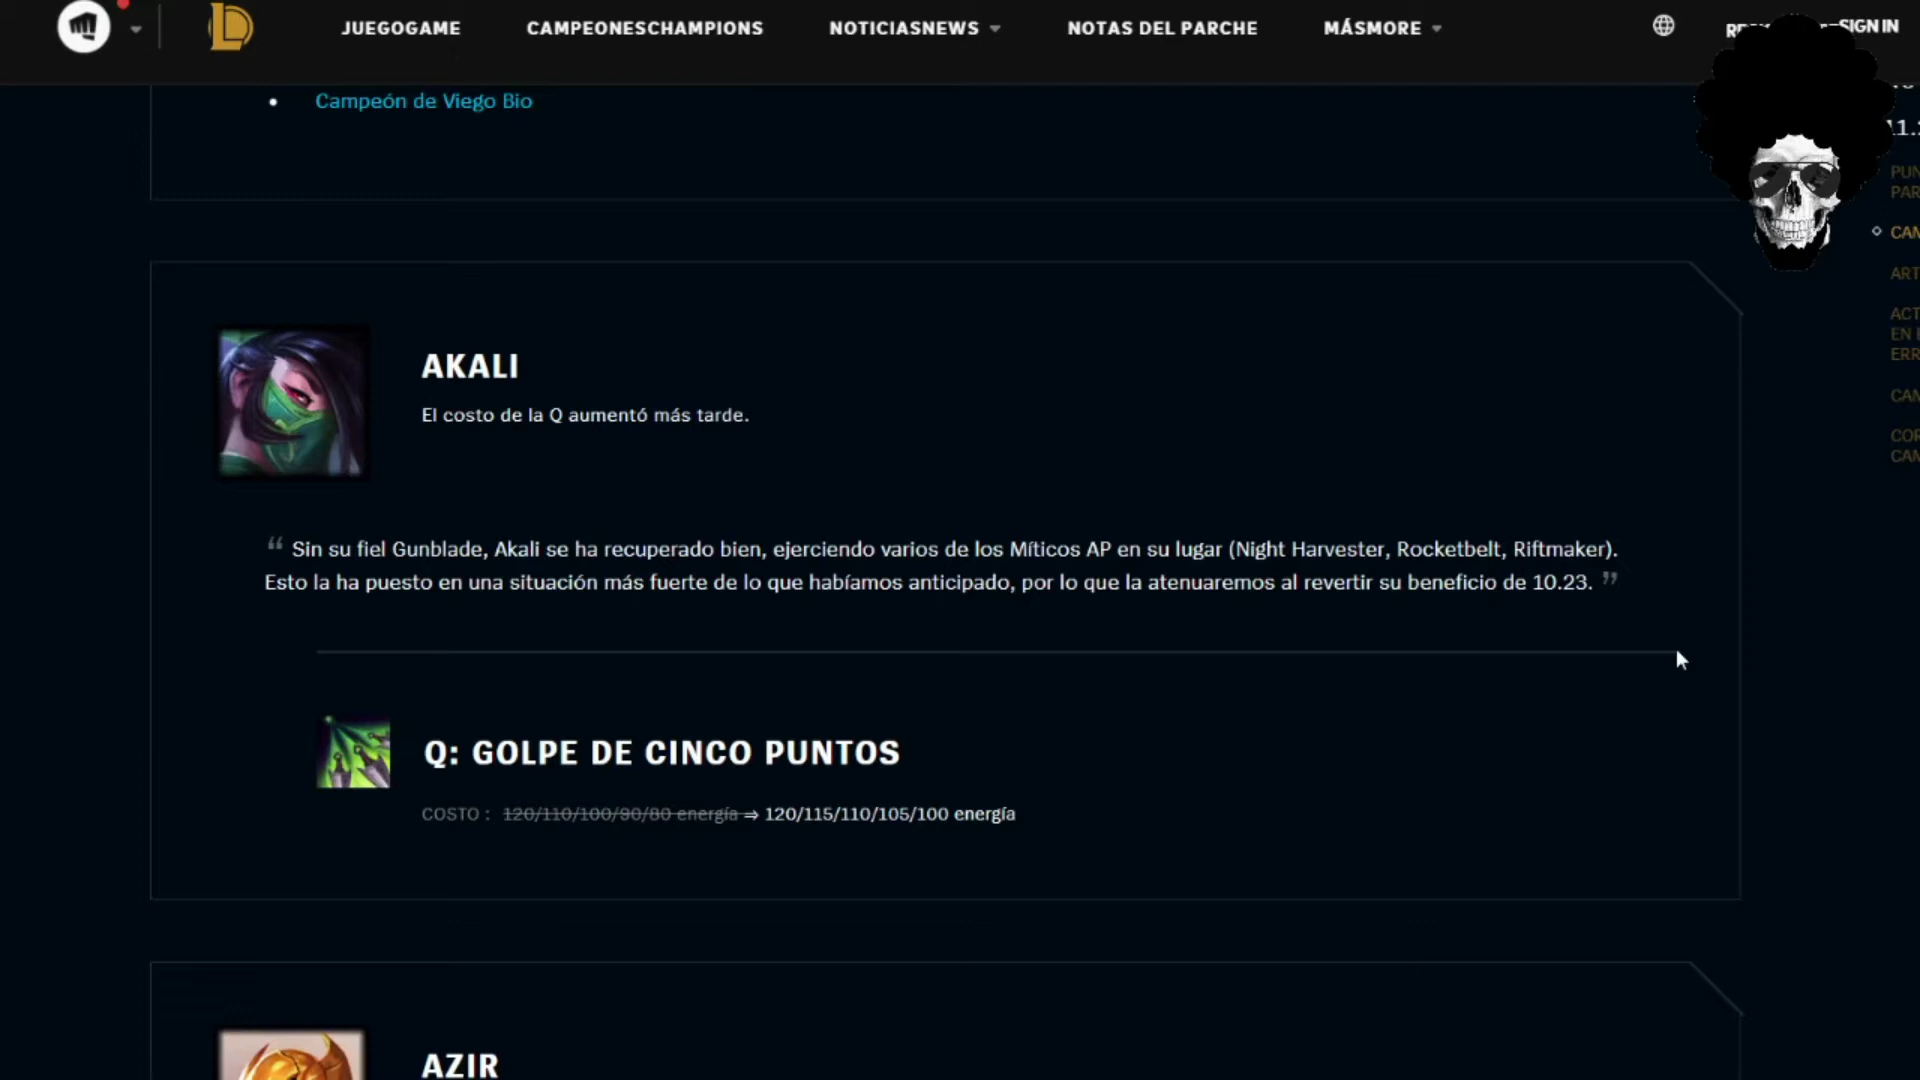 JUEGOGAME CAMPEONESCHAMPIONS NOTICIASNEWS NOTAS DEL PARCHE MÁSMORE SIGN IN
Campeón de Viego Bio
AKALI
El costo de la Q aumentó más tarde.
“ Sin su fiel Gunblade, Akali se ha recuperado bien, ejerciendo varios de los Míticos AP en su lugar (Night Harvester, Rocketbelt, Riftmaker).
Esto la ha puesto en una situación más fuerte de lo que habíamos anticipado, por lo que la atenuaremos al revertir su beneficio de 10.23. ”
Q: GOLPE DE CINCO PUNTOS
COSTO : 120/110/100/90/80 energía ⇒ 120/115/110/105/100 energía
AZIR